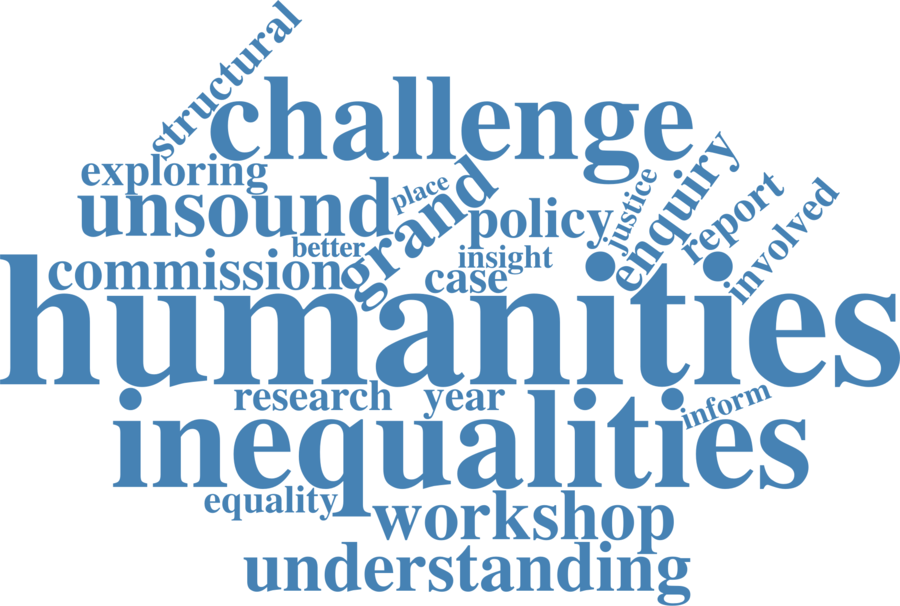 structural
challenge
exploring
unsound
place
grand
policy
justice
enquiry
report
involved
better
insight
commission
case
humanities
research
year
inform
inequalities
equality
workshop
understanding